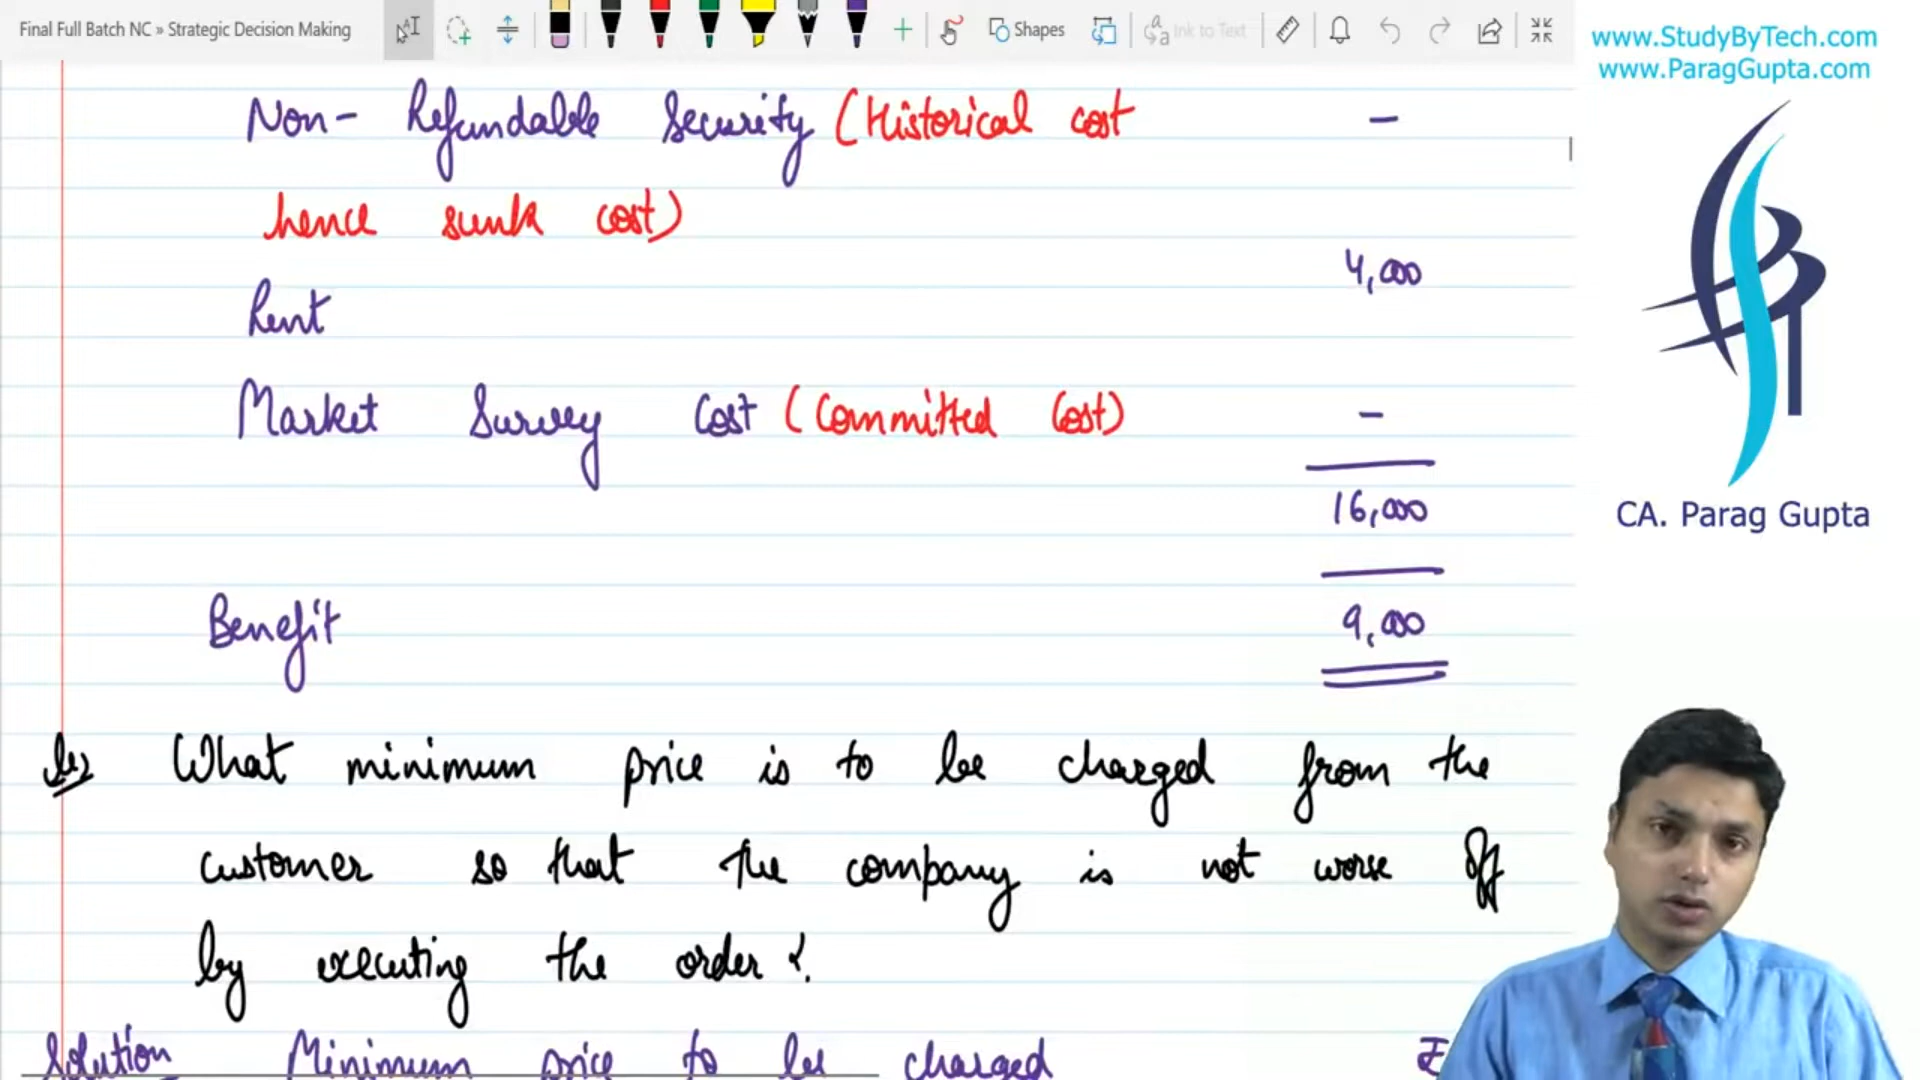 Final Full Batch NC » Strategic Decision Making
Shapes
Ink to Text
www.StudyByTech.com
www.ParagGupta.com
Non-Refundable Security (Historical cost -
hence sunk cost)
4,000
Rent
Market Survey Cost (Committed Cost) -
16,000
CA. Parag Gupta
Benefit 9,000
What minimum price is to be charged from the
customer so that the company is not worse off
by executing the order?
Solution Minimum price to be charged ₹